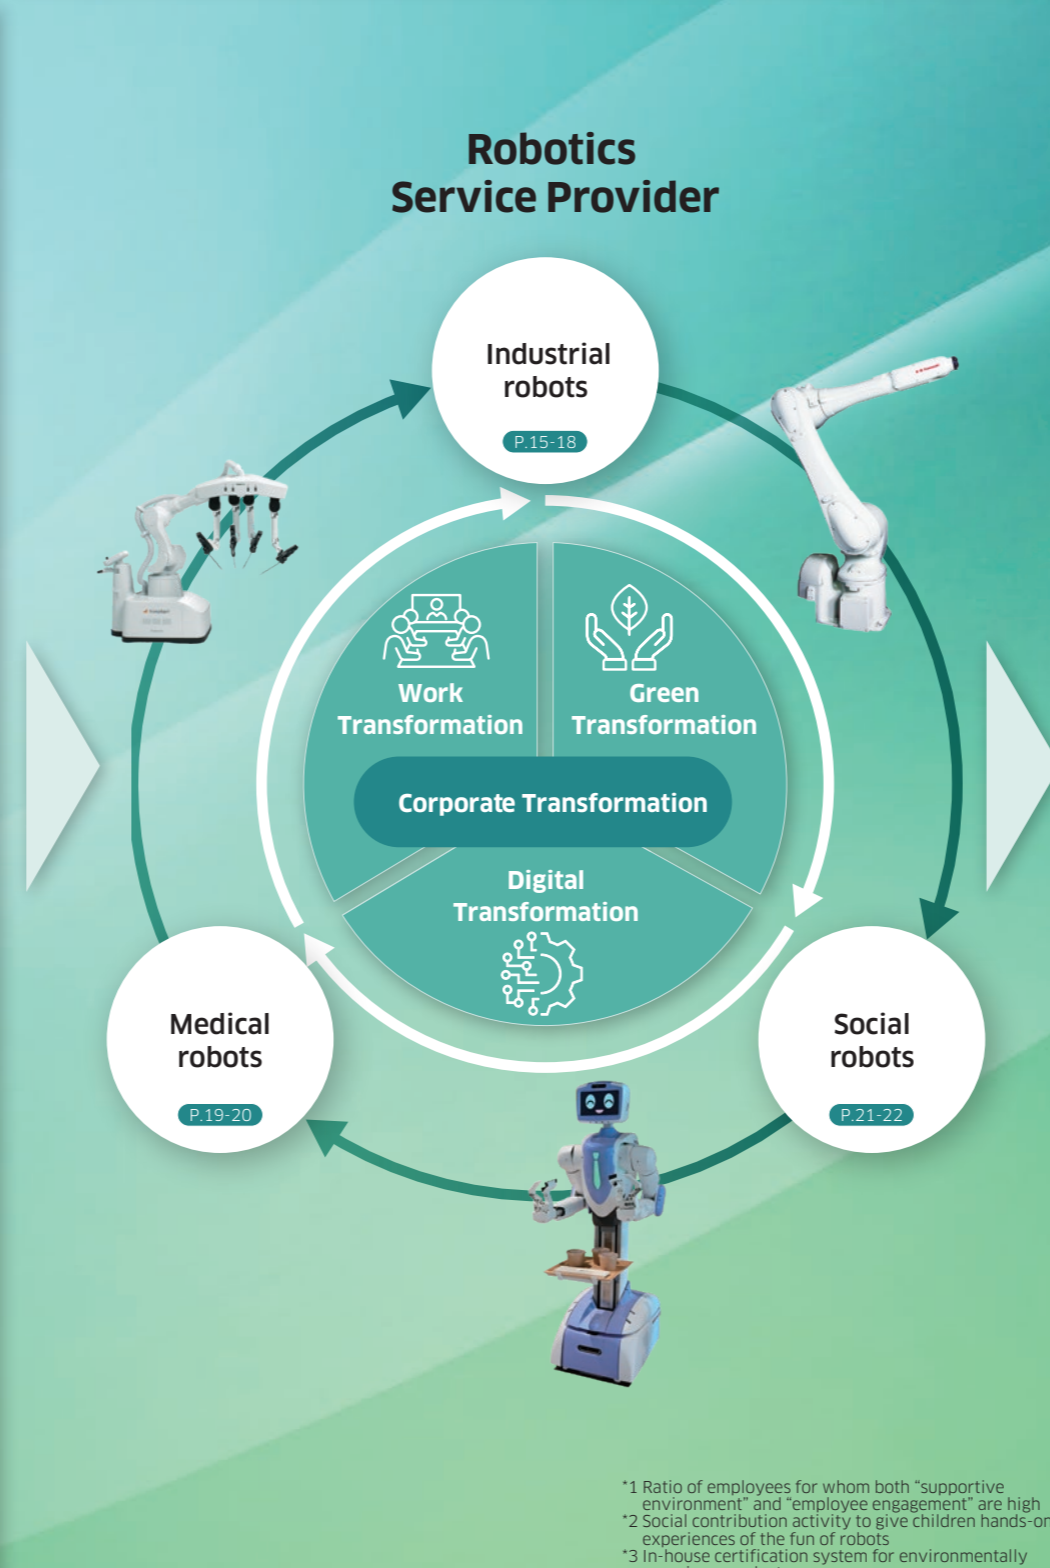 Robotics
Service Provider
Industrial
robots
P.15-18
Work
Transformation
Green
Transformation
Corporate Transformation
Digital
Transformation
Medical
robots
P.19-20
Social
robots
P.21-22
*1 Ratio of employees for whom both “supportive
environment” and “employee engagement” are high
*2 Social contribution activity to give children hands-on
experiences of the fun of robots
*3 In-house certification system for environmentally